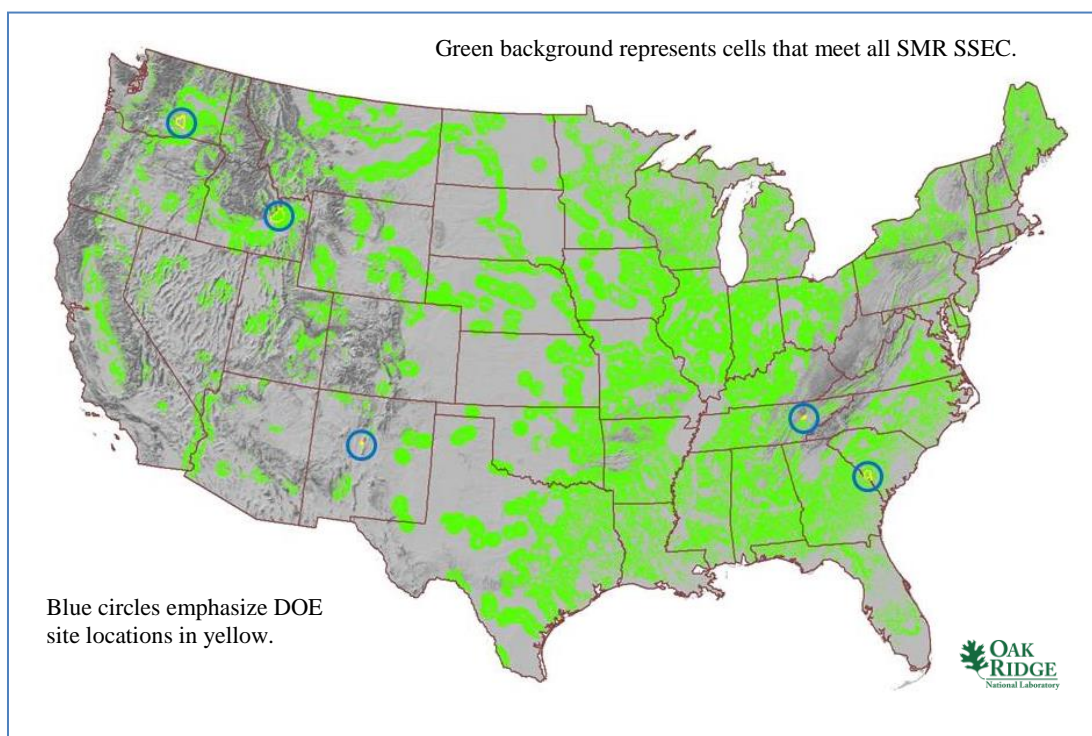 Green background represents cells that meet all SMR SSEC.
Blue circles emphasize DOE
site locations in yellow.
OAK
RIDGE
National Laboratory